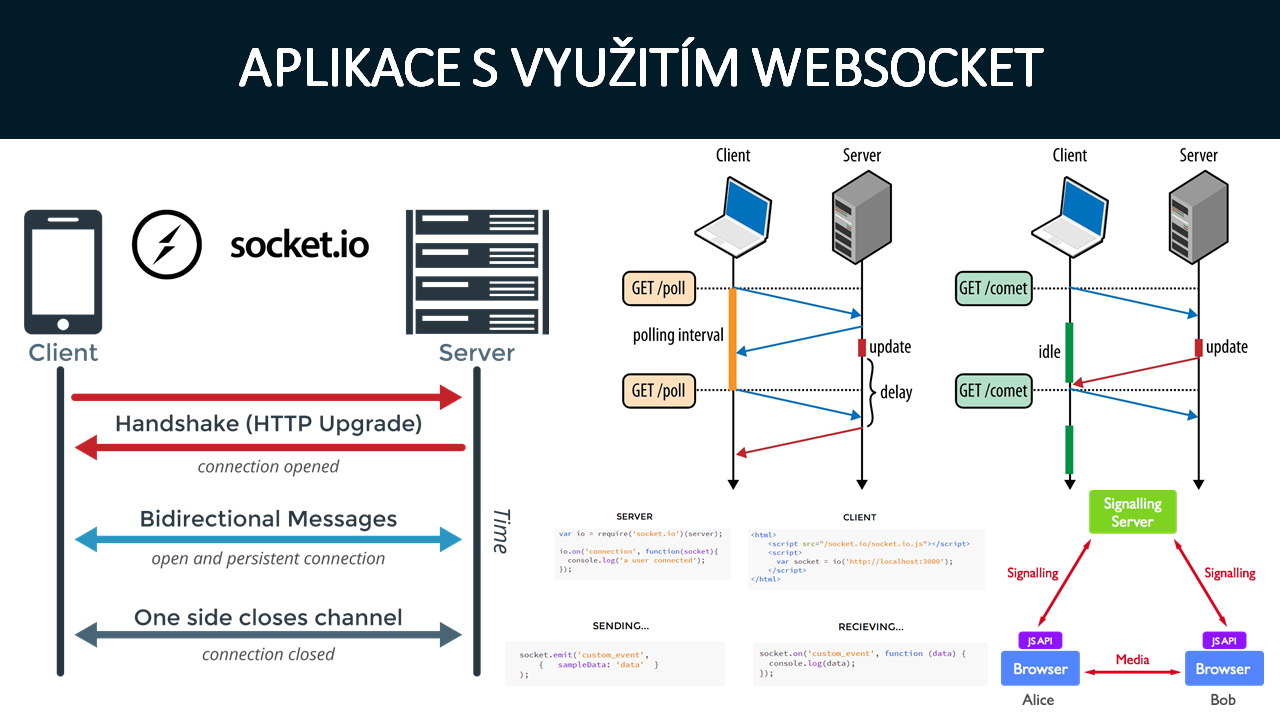 APLIKACE S VYUŽITÍM WEBSOCKET
socket.io
Client
Server
Handshake (HTTP Upgrade)
connection opened
Bidirectional Messages
open and persistent connection
One side closes channel
connection closed
Time
Client
Server
GET /poll
polling interval
update
GET /poll
delay
Client
Server
GET /comet
idle
update
GET /comet
SERVER
var io = require('socket.io')(server);
io.on('connection', function(socket){
console.log('a user connected');
});
CLIENT
<html>
<script src="/socket.io/socket.io.js"></script>
<script>
var socket = io('http://localhost:3000');
</script>
</html>
SENDING...
socket.emit('custom_event',
{ sampleData: 'data' }
);
RECIEVING...
socket.on('custom_event', function (data) {
console.log(data);
});
Signalling
Server
Signalling
Signalling
JS API
JS API
Browser
Media
Browser
Alice
Bob